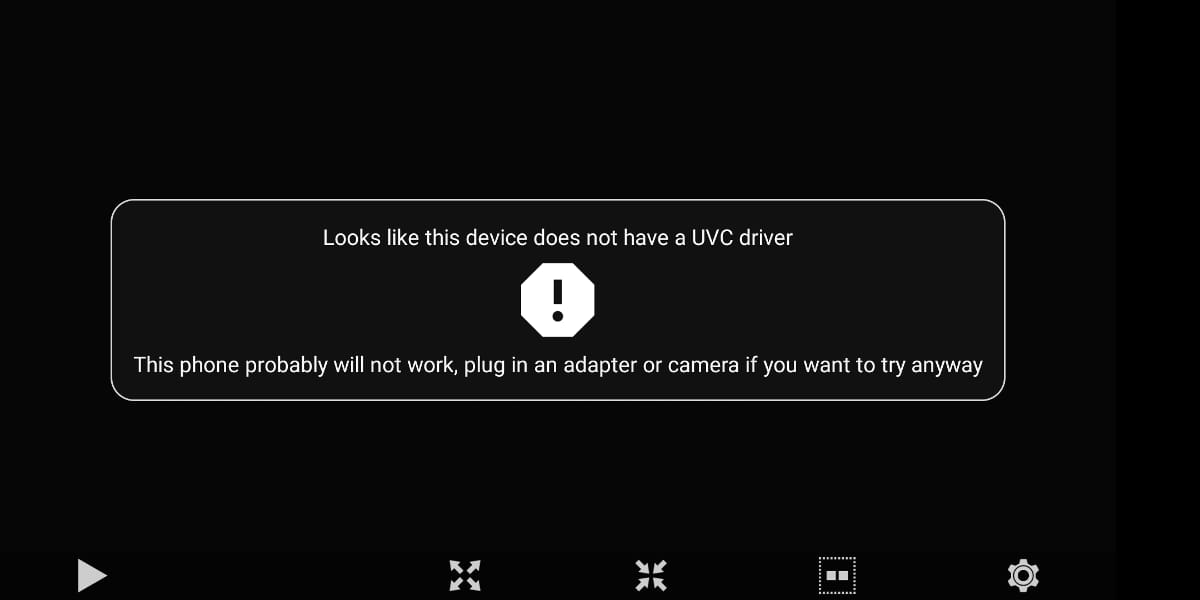 Looks like this device does not have a UVC driver
This phone probably will not work, plug in an adapter or camera if you want to try anyway